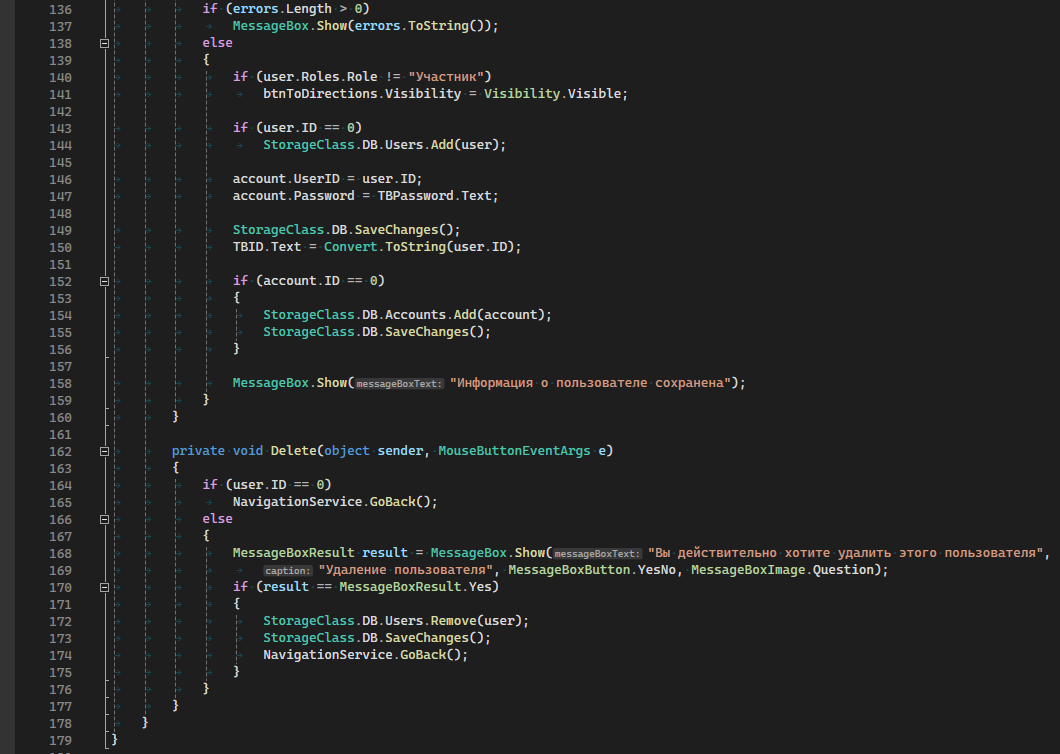 136 if (errors.Length > 0)
137 MessageBox.Show(errors.ToString());
138 else
139 {
140 if (user.Roles.Role != "Участник")
141 btnToDirections.Visibility = Visibility.Visible;
142
143 if (user.ID == 0)
144 StorageClass.DB.Users.Add(user);
145
146 account.UserID = user.ID;
147 account.Password = TBPassword.Text;
148
149 StorageClass.DB.SaveChanges();
150 TBID.Text = Convert.ToString(user.ID);
151
152 if (account.ID == 0)
153 {
154 StorageClass.DB.Accounts.Add(account);
155 StorageClass.DB.SaveChanges();
156 }
157
158 MessageBox.Show(messageBoxText: "Информация о пользователе сохранена");
159 }
160 }
161
162 private void Delete(object sender, MouseButtonEventArgs e)
163 {
164 if (user.ID == 0)
165 NavigationService.GoBack();
166 else
167 {
168 MessageBoxResult result = MessageBox.Show(messageBoxText: "Вы действительно хотите удалить этого пользователя",
169 caption: "Удаление пользователя", MessageBoxButton.YesNo, MessageBoxImage.Question);
170 if (result == MessageBoxResult.Yes)
171 {
172 StorageClass.DB.Users.Remove(user);
173 StorageClass.DB.SaveChanges();
174 NavigationService.GoBack();
175 }
176 }
177 }
178 }
179 }